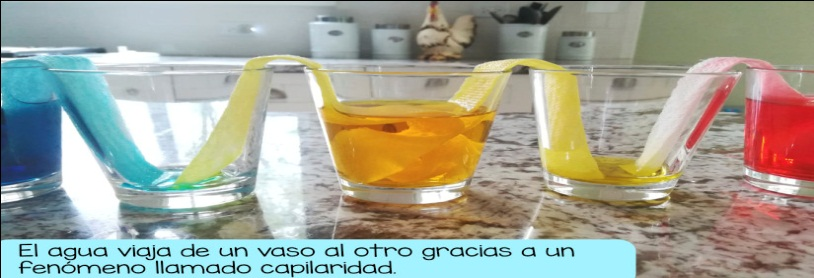 El agua viaja de un vaso al otro gracias a un
fenómeno llamado capilaridad.